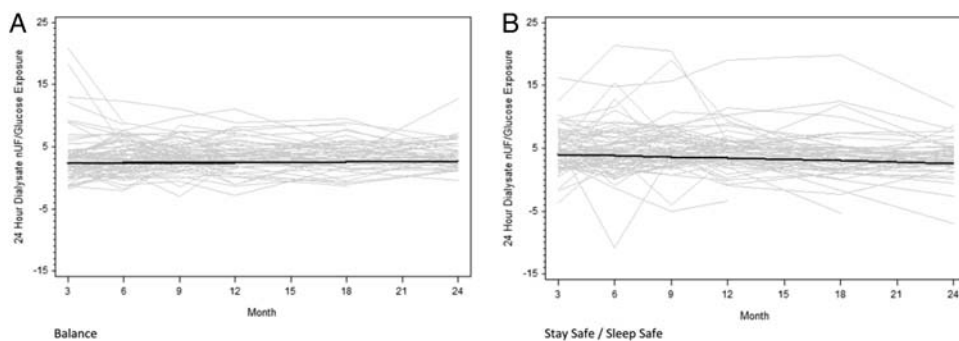 A
24 Hour Dialysate nUF/Glucose Exposure
25
15
5
-5
-15
3 6 9 12 15 18 21 24
Month
Balance
B
24 Hour Dialysate nUF/Glucose Exposure
25
15
5
-5
-15
3 6 9 12 15 18 21 24
Month
Stay Safe / Sleep Safe